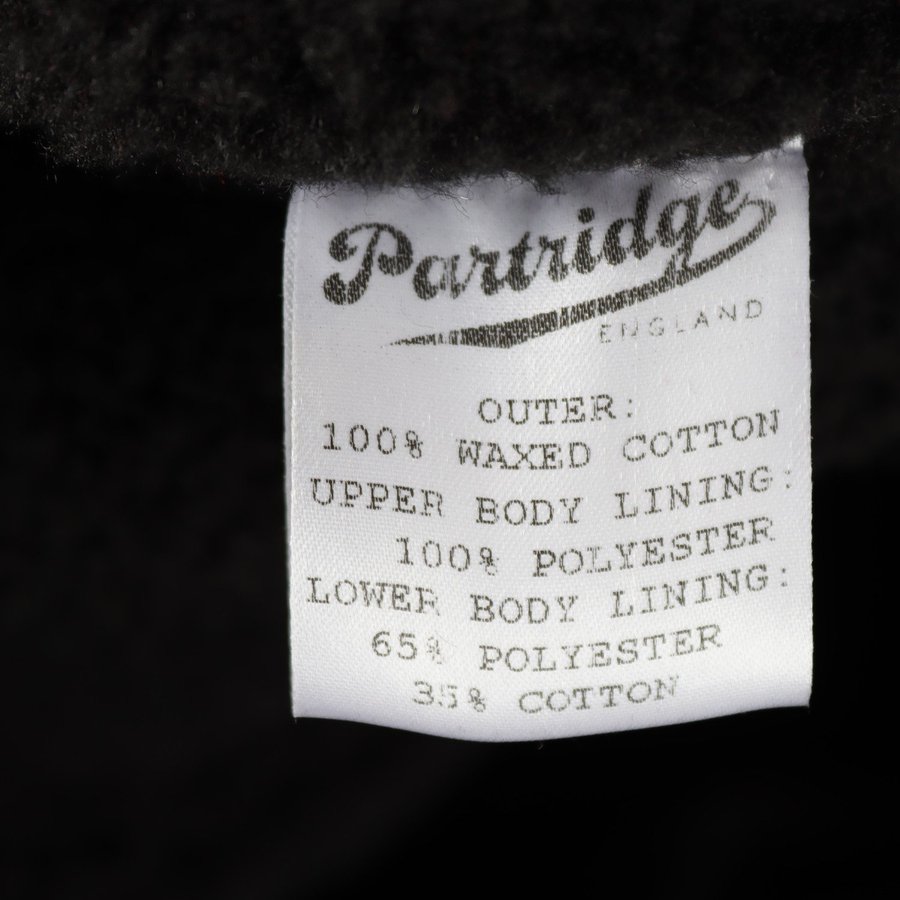 Partridge
ENGLAND
OUTER:
100% WAXED COTTON
UPPER BODY LINING:
100% POLYESTER
LOWER BODY LINING:
65% POLYESTER
35% COTTON